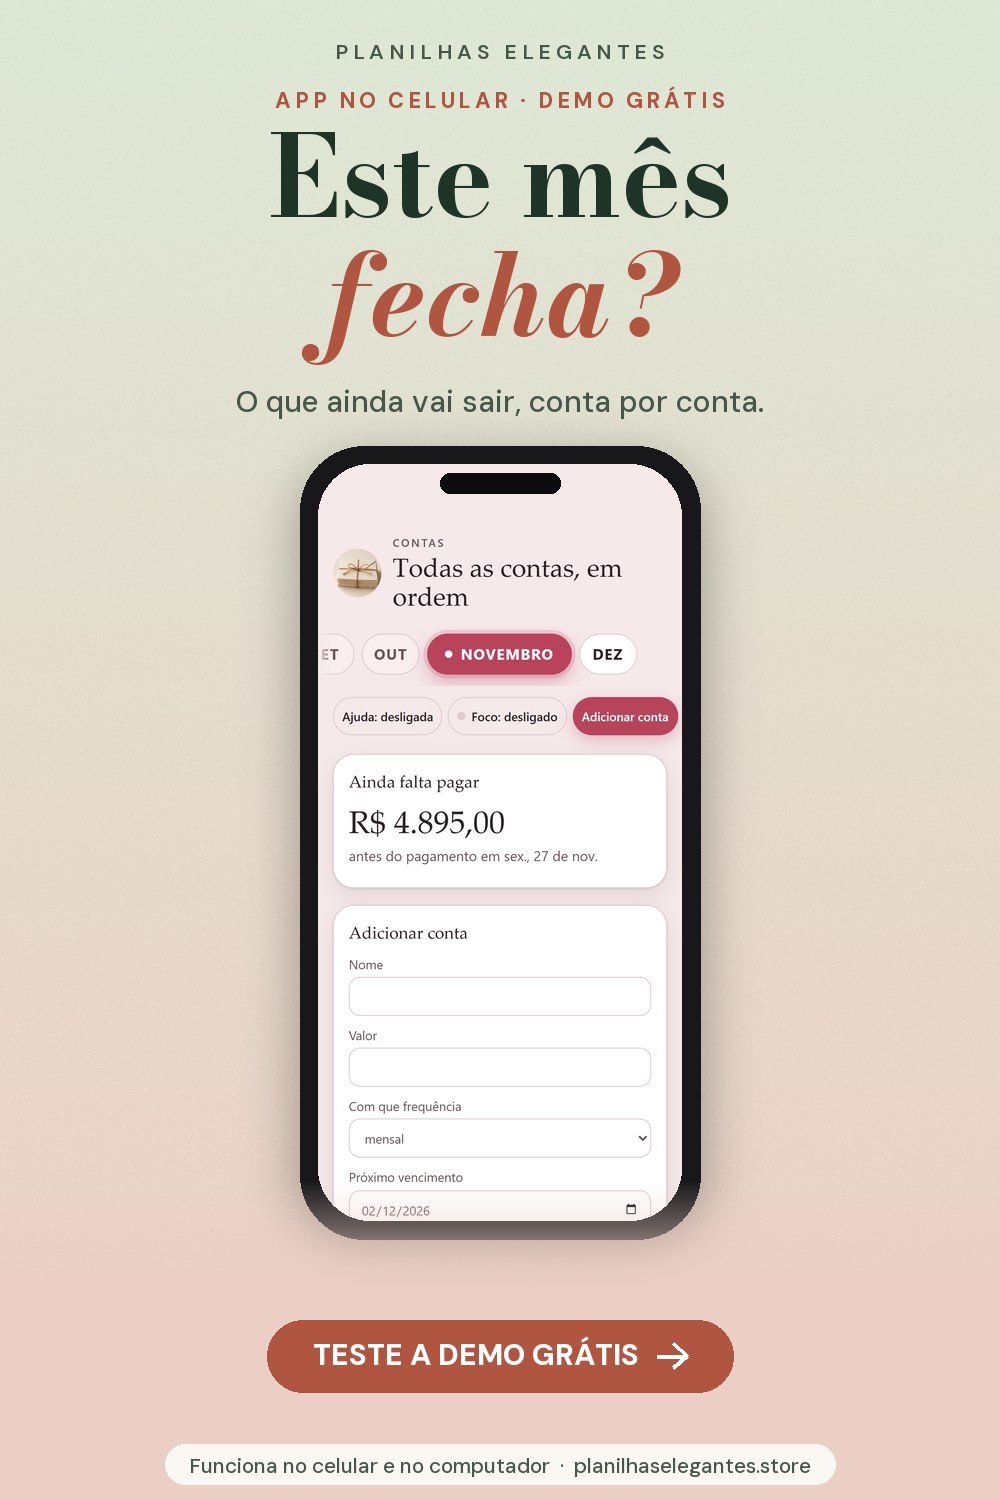 PLANILHAS ELEGANTES
APP NO CELULAR · DEMO GRÁTIS
Este mês
fecha?
O que ainda vai sair, conta por conta.
CONTAS
Todas as contas, em
ordem
ET OUT NOVEMBRO DEZ
Ajuda: desligada Foco: desligado Adicionar conta
Ainda falta pagar
R$ 4.895,00
antes do pagamento em sex., 27 de nov.
Adicionar conta
Nome
Valor
Com que frequência
mensal
Próximo vencimento
02/12/2026
TESTE A DEMO GRÁTIS →
Funciona no celular e no computador · planilhaselegantes.store